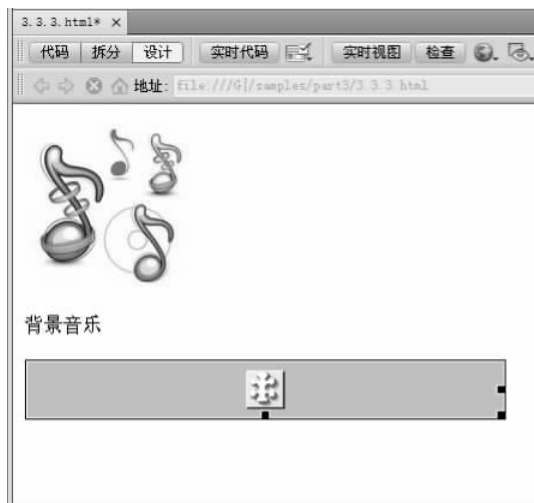 3.3.3.html* ×
代码 拆分 设计 实时代码 实时视图 检查
地址: file:///G|/samples/part3/3.3.3.html
背景音乐